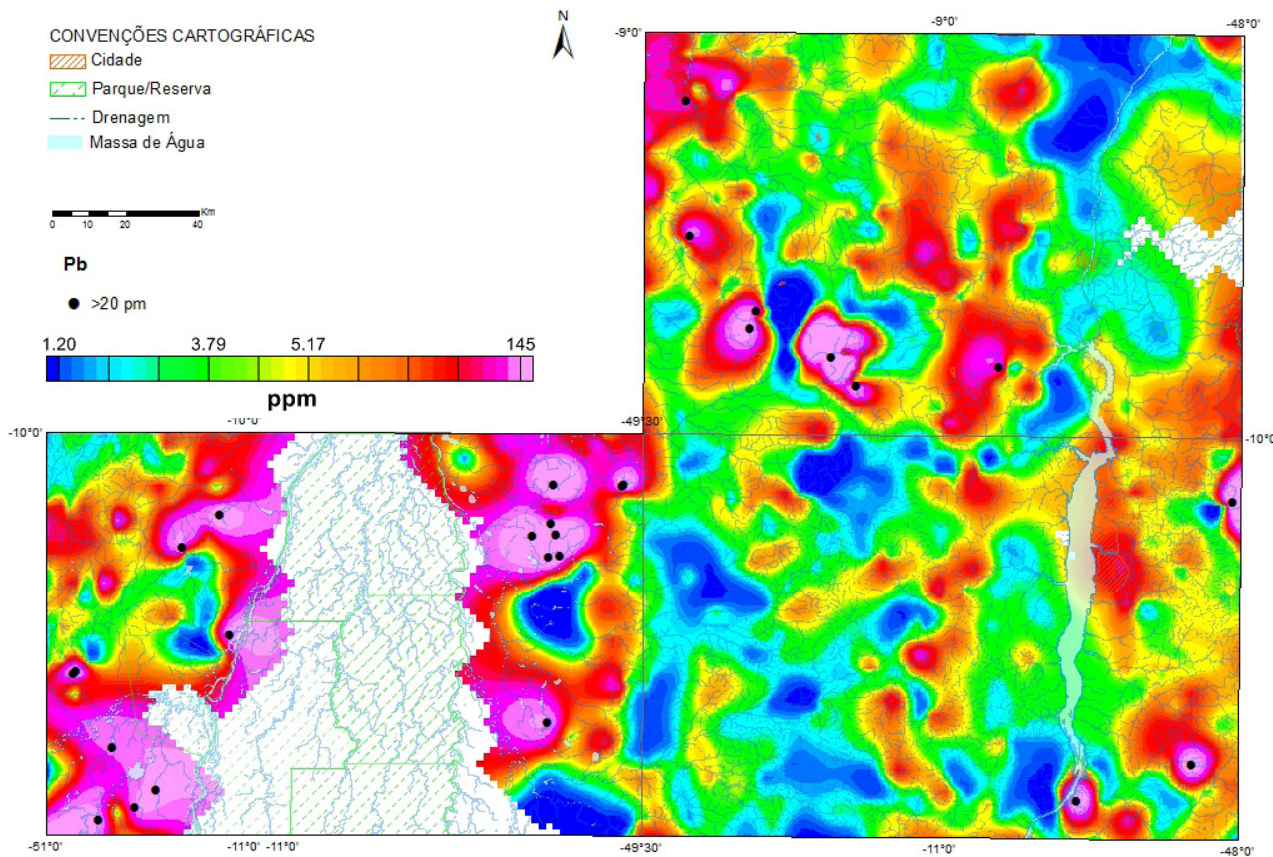 N
-9°0'
-48°0'
-9°0'
CONVENÇÕES CARTOGRÁFICAS
Cidade
Parque/Reserva
Drenagem
Massa de Água
Km
0 10 20 40
Pb
>20 pm
1.20 3.79 5.17 145
ppm
-10°0'
-10°0'
-49°30'
-10°
-51°0'
-11°0'
-11°0'
-49°30'
-11°0'
-48°0'